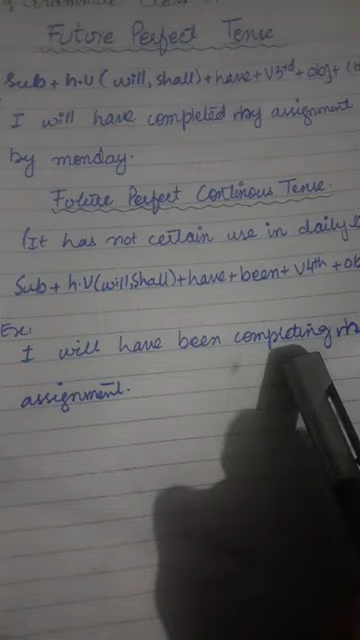 Future Perfect Tense
Sub + h.v ( will, shall) + have + V3rd + obj +
I will have completed my assignment
by monday.
Future Perfect Continous Tense.
(It has not certain use in daily
Sub + h.v(will,shall) + have + been + V4th + ob
Ex:
I will have been completing my
assignment.